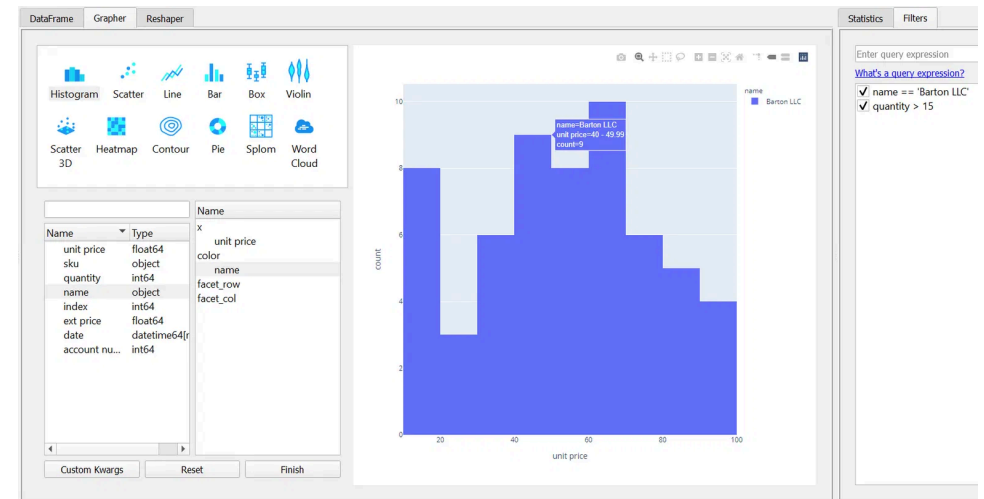 DataFrame Grapher Reshaper
Statistics Filters
Histogram Scatter Line Bar Box Violin
Scatter 3D Heatmap Contour Pie Splom Word Cloud
Name Type
unit price float64
sku object
quantity int64
name object
index int64
ext price float64
date datetime64[r
account nu... int64
Name
x
unit price
color
name
facet_row
facet_col
Custom Kwargs Reset Finish
name
Barton LLC
name=Barton LLC
unit price=40 - 49.99
count=9
10
8
6
4
2
0
count
20 40 60 80 100
unit price
Enter query expression
What's a query expression?
name == 'Barton LLC'
quantity > 15